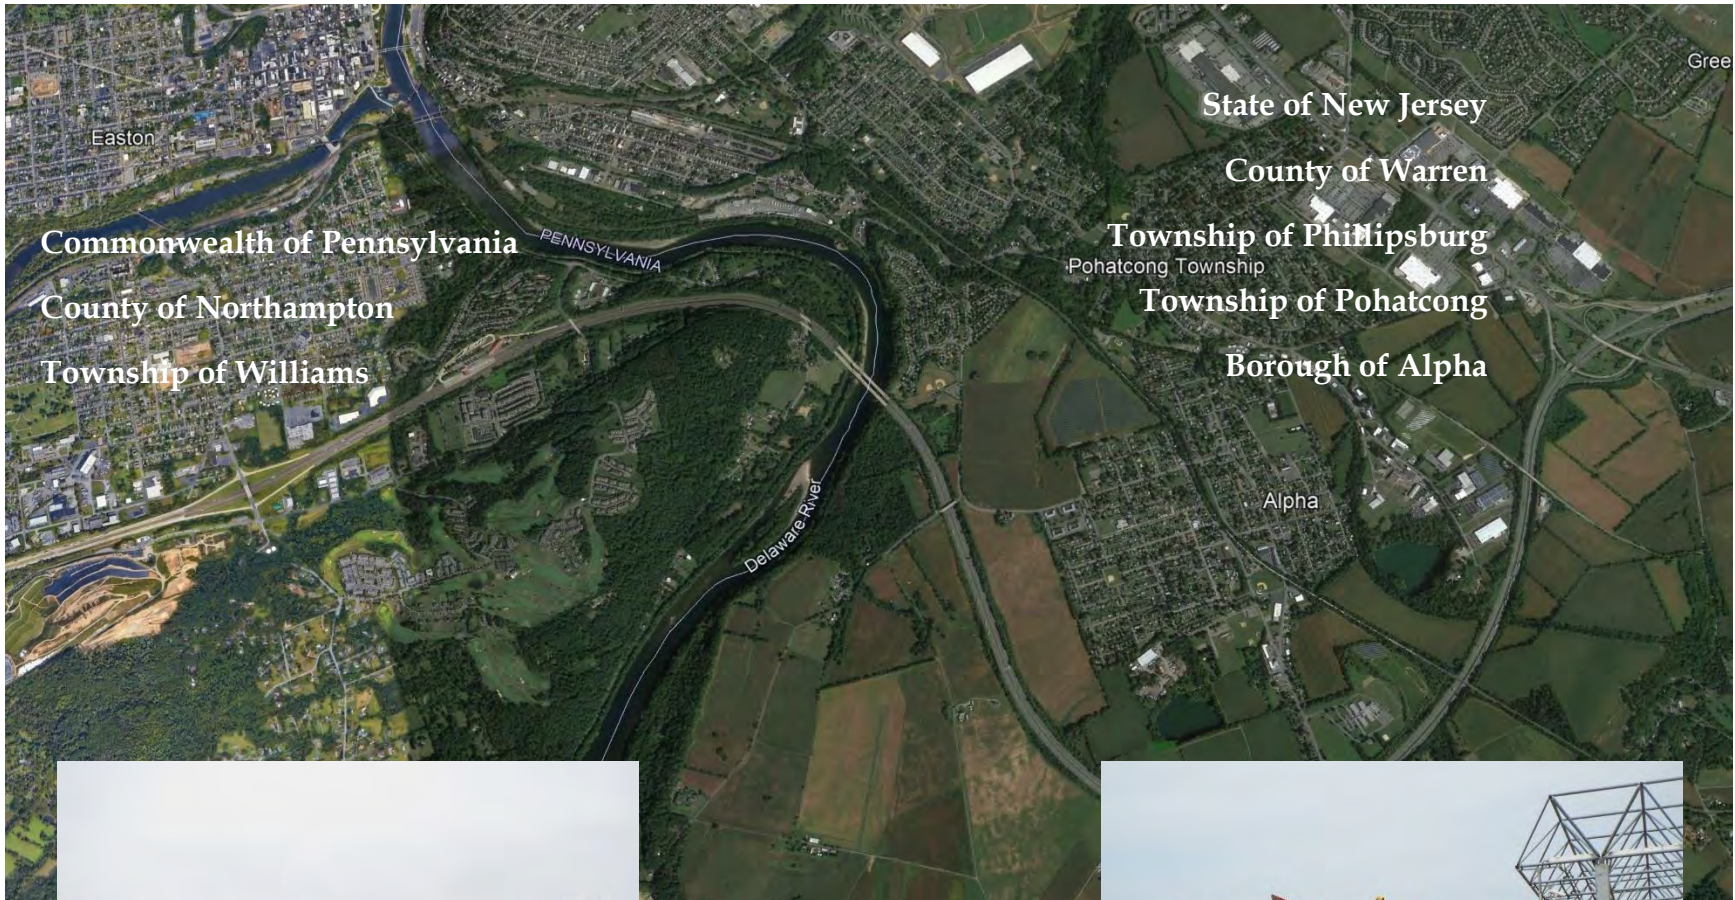 Gree
State of New Jersey
Easton
County of Warren
Commonwealth of Pennsylvania
PENNSYLVANIA
Township of Phillipsburg
Pohatcong Township
County of Northampton
Township of Pohatcong
Township of Williams
Borough of Alpha
Alpha
Delaware River